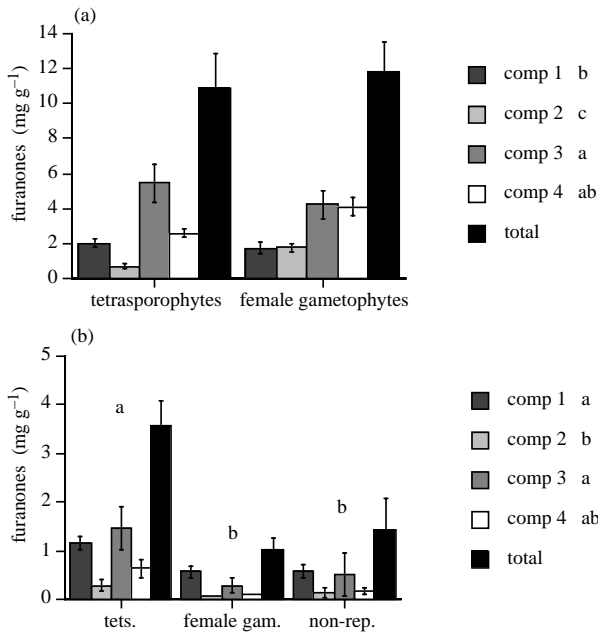 (a)
14
12
10
8
6
4
2
0
furanones (mg g⁻¹)
tetrasporophytes female gametophytes
comp 1 b
comp 2 c
comp 3 a
comp 4 ab
total
(b)
5
4
3
2
1
0
furanones (mg g⁻¹)
a
b
b
tets. female gam. non-rep.
comp 1 a
comp 2 b
comp 3 a
comp 4 ab
total